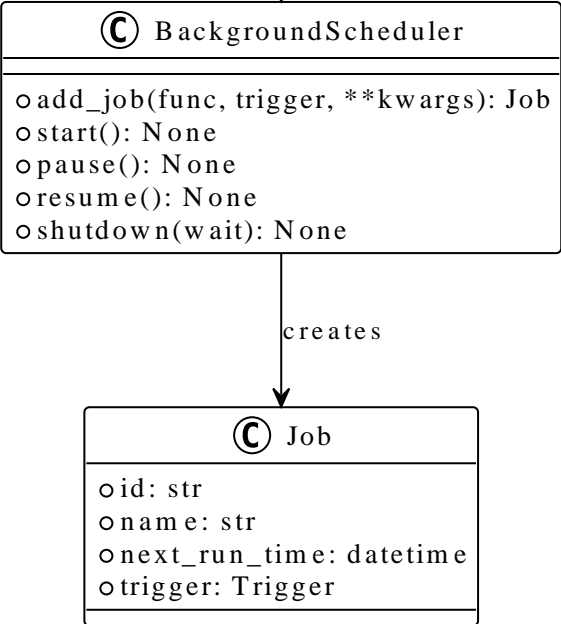 C BackgroundScheduler
add_job(func, trigger, **kwargs): Job
start(): None
pause(): None
resume(): None
shutdown(wait): None
creates
C Job
id: str
name: str
next_run_time: datetime
trigger: Trigger